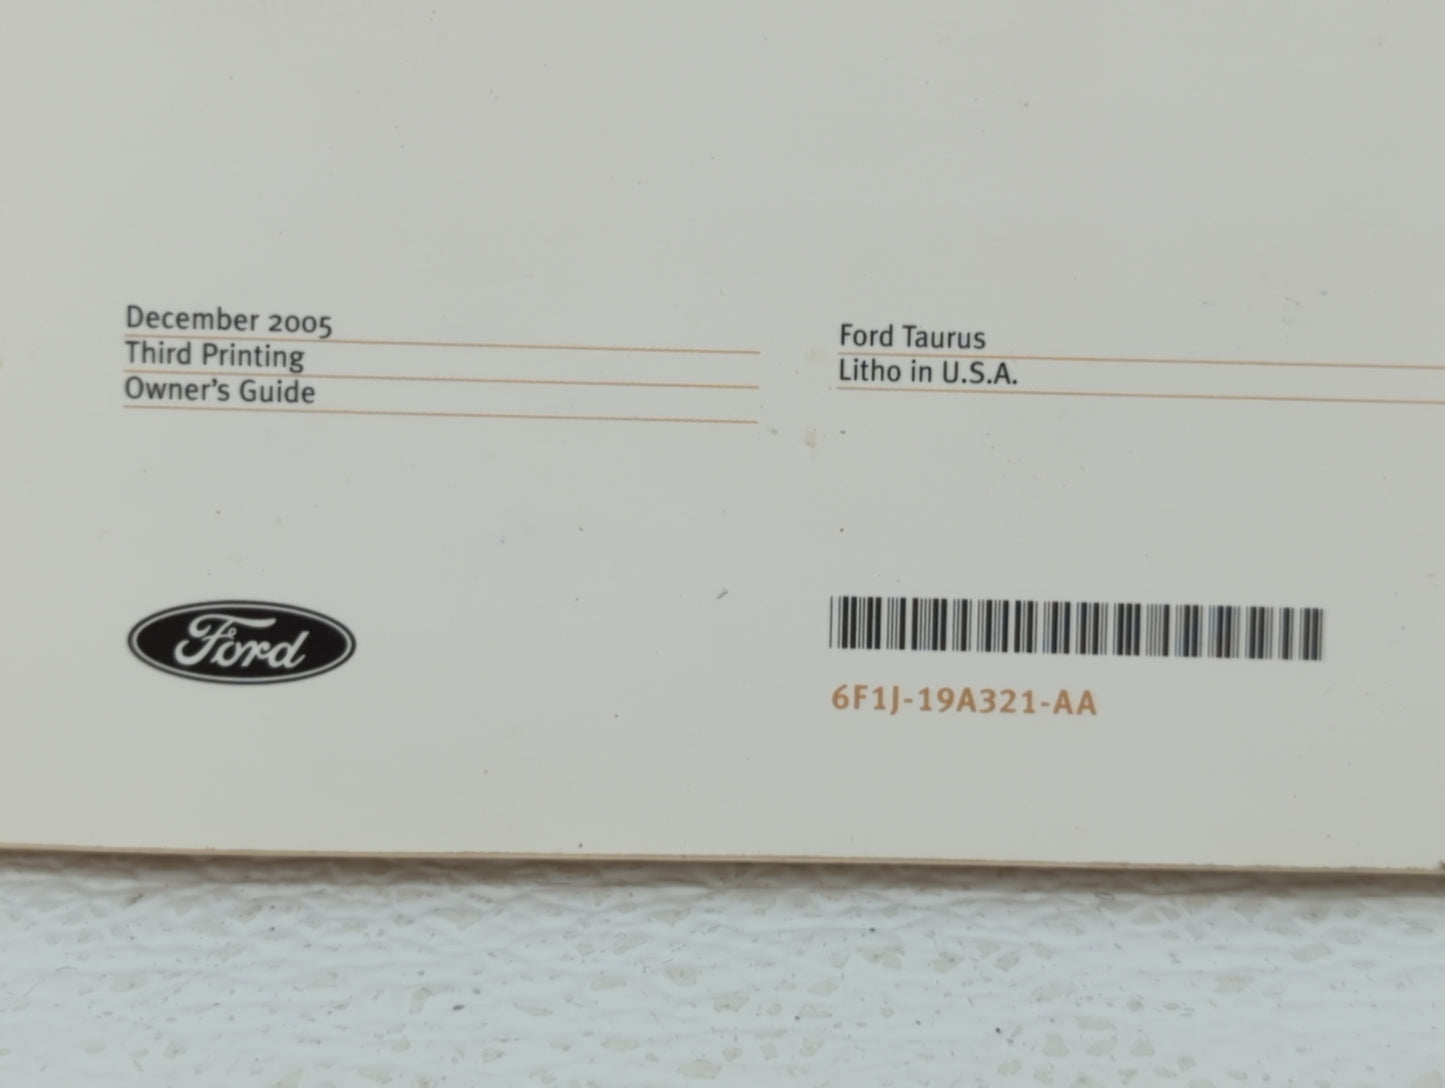 December 2005
Third Printing
Owner's Guide
Ford Taurus
Litho in U.S.A.
Ford
6F1J-19A321-AA